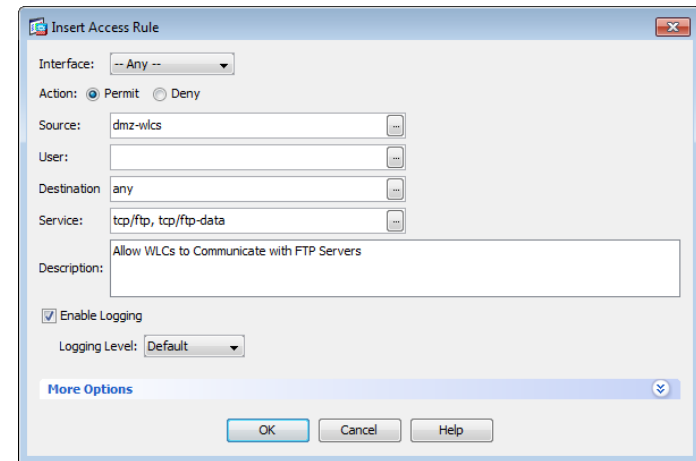 Insert Access Rule
Interface: -- Any --
Action: Permit Deny
Source: dmz-wlcs ...
User: ...
Destination any ...
Service: tcp/ftp, tcp/ftp-data ...
Description: Allow WLCs to Communicate with FTP Servers
Enable Logging
Logging Level: Default
More Options
OK Cancel Help